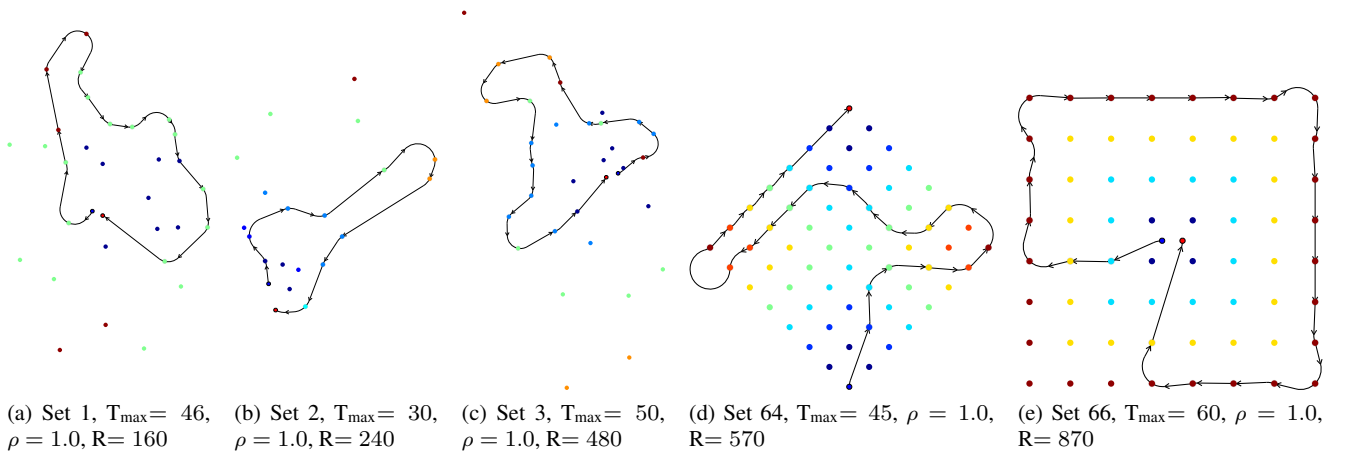 (a) Set 1, Tmax= 46,
ρ = 1.0, R= 160
(b) Set 2, Tmax= 30,
ρ = 1.0, R= 240
(c) Set 3, Tmax= 50,
ρ = 1.0, R= 480
(d) Set 64, Tmax= 45, ρ = 1.0,
R= 570
(e) Set 66, Tmax= 60, ρ = 1.0,
R= 870